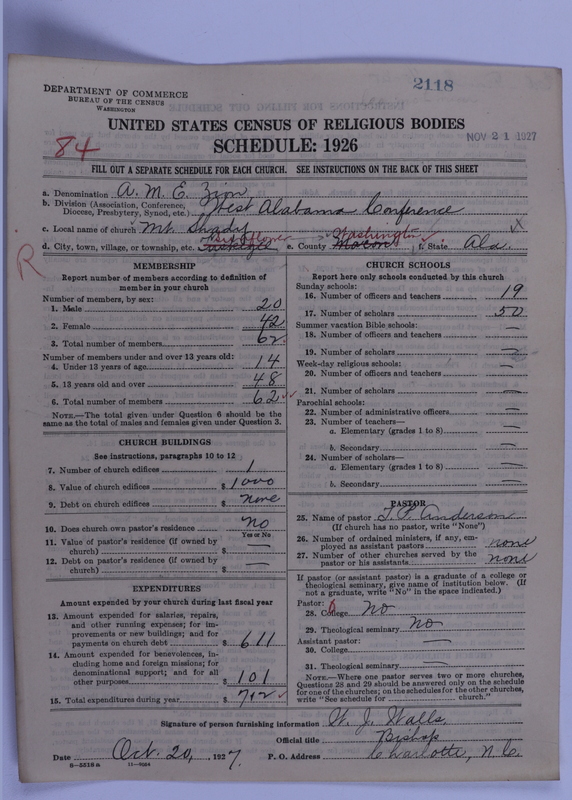 2118
DEPARTMENT OF COMMERCE
BUREAU OF THE CENSUS
WASHINGTON
UNITED STATES CENSUS OF RELIGIOUS BODIES
NOV 21 1927
84
SCHEDULE: 1926
FILL OUT A SEPARATE SCHEDULE FOR EACH CHURCH. SEE INSTRUCTIONS ON THE BACK OF THIS SHEET
a. Denomination A. M. E. Zion
b. Division (Association, Conference, Diocese, Presbytery, Synod, etc.) West Alabama Conference
c. Local name of church Mt. Shady
d. City, town, village, or township, etc. Tuskegee e. County Macon Washington f. State Ala.
R
MEMBERSHIP
Report number of members according to definition of
member in your church
Number of members, by sex:
1. Male 20
2. Female 42
3. Total number of members 62
Number of members under and over 13 years old:
4. Under 13 years of age 14
5. 13 years old and over 48
6. Total number of members 62
NOTE.—The total given under Question 6 should be
same as the total of males and females given under Question 3.
CHURCH BUILDINGS
See instructions, paragraphs 10 to 12
7. Number of church edifices 1
8. Value of church edifices $ 1000
9. Debt on church edifices $ None
10. Does church own pastor's residence No
Yes or No
11. Value of pastor's residence (if owned by
church) $ —
12. Debt on pastor's residence (if owned by
church) $ —
EXPENDITURES
Amount expended by your church during last fiscal year
13. Amount expended for salaries, repairs,
and other running expenses; for im-
provements or new buildings; and for
payments on church debt $ 611
14. Amount expended for benevolences, in-
cluding home and foreign missions; for
denominational support; and for all
other purposes $ 101
15. Total expenditures during year $ 712
CHURCH SCHOOLS
Report here only schools conducted by this church
Sunday schools:
16. Number of officers and teachers 19
17. Number of scholars 50
Summer vacation Bible schools:
18. Number of officers and teachers —
19. Number of scholars —
Week-day religious schools: —
20. Number of officers and teachers
21. Number of scholars —
Parochial schools:
22. Number of administrative officers —
23. Number of teachers—
a. Elementary (grades 1 to 8) —
b. Secondary —
24. Number of scholars—
a. Elementary (grades 1 to 8) —
b. Secondary —
PASTOR
25. Name of pastor T. P. Anderson
(If church has no pastor, write "None")
26. Number of ordained ministers, if any, em-
ployed as assistant pastors none
27. Number of other churches served by the
pastor or his assistants none
If pastor (or assistant pastor) is a graduate of a college or
theological seminary, give name of institution below. (If
not a graduate, write "No" in the space indicated.)
Pastor:
28. College No
29. Theological seminary No
Assistant pastor:
30. College —
31. Theological seminary —
NOTE.—Where one pastor serves two or more churches,
Questions 28 and 29 should be answered only on the schedule
for one of the churches; on the schedules for the other churches,
write "See schedule for church."
Signature of person furnishing information W. J. Walls
Official title Bishop
Date Oct. 20, 1927. P. O. Address Charlotte, N. C.
8—5518 a 11—9064